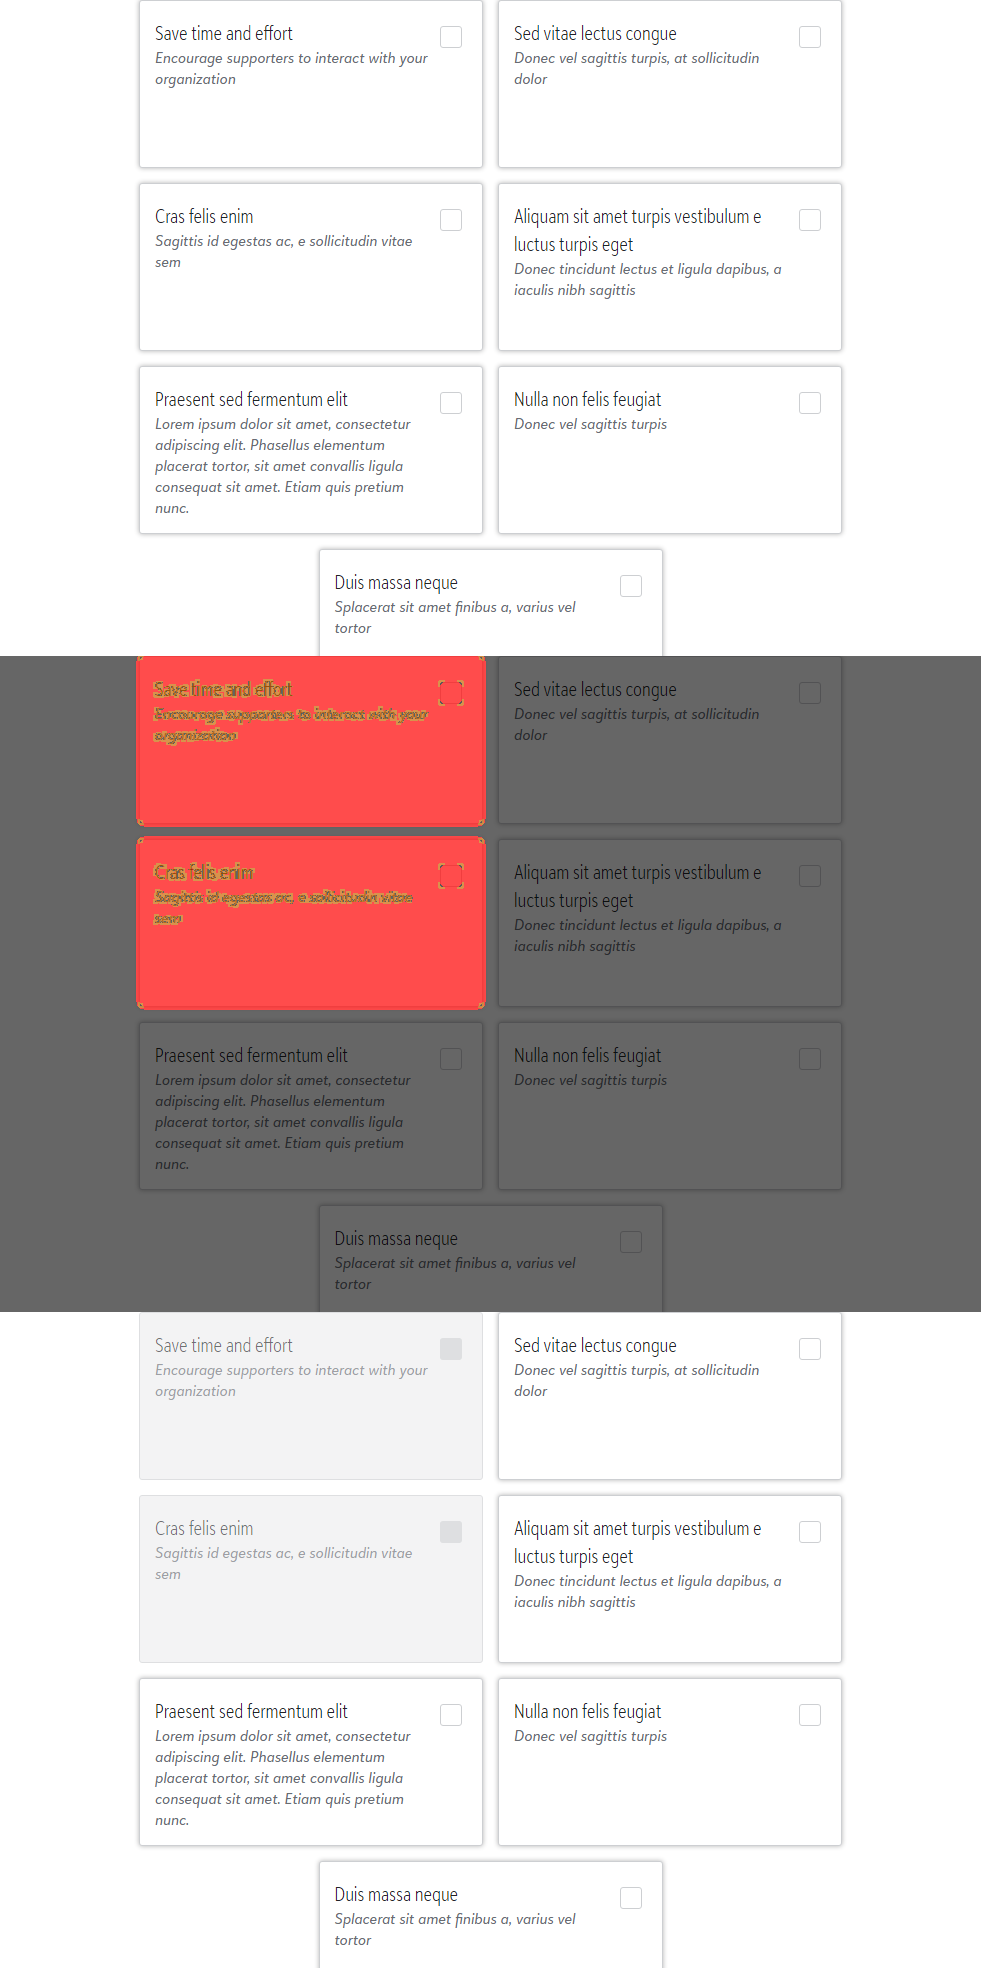 Save time and effort
Encourage supporters to interact with your
organization
Sed vitae lectus congue
Donec vel sagittis turpis, at sollicitudin
dolor
Cras felis enim
Sagittis id egestas ac, e sollicitudin vitae
sem
Aliquam sit amet turpis vestibulum e
luctus turpis eget
Donec tincidunt lectus et ligula dapibus, a
iaculis nibh sagittis
Praesent sed fermentum elit
Lorem ipsum dolor sit amet, consectetur
adipiscing elit. Phasellus elementum
placerat tortor, sit amet convallis ligula
consequat sit amet. Etiam quis pretium
nunc.
Nulla non felis feugiat
Donec vel sagittis turpis
Duis massa neque
Splacerat sit amet finibus a, varius vel
tortor
Save time and effort
Encourage supporters to interact with your
organization
Sed vitae lectus congue
Donec vel sagittis turpis, at sollicitudin
dolor
Cras felis enim
Sagittis id egestas ac, e sollicitudin vitae
sem
Aliquam sit amet turpis vestibulum e
luctus turpis eget
Donec tincidunt lectus et ligula dapibus, a
iaculis nibh sagittis
Praesent sed fermentum elit
Lorem ipsum dolor sit amet, consectetur
adipiscing elit. Phasellus elementum
placerat tortor, sit amet convallis ligula
consequat sit amet. Etiam quis pretium
nunc.
Nulla non felis feugiat
Donec vel sagittis turpis
Duis massa neque
Splacerat sit amet finibus a, varius vel
tortor
Save time and effort
Encourage supporters to interact with your
organization
Sed vitae lectus congue
Donec vel sagittis turpis, at sollicitudin
dolor
Cras felis enim
Sagittis id egestas ac, e sollicitudin vitae
sem
Aliquam sit amet turpis vestibulum e
luctus turpis eget
Donec tincidunt lectus et ligula dapibus, a
iaculis nibh sagittis
Praesent sed fermentum elit
Lorem ipsum dolor sit amet, consectetur
adipiscing elit. Phasellus elementum
placerat tortor, sit amet convallis ligula
consequat sit amet. Etiam quis pretium
nunc.
Nulla non felis feugiat
Donec vel sagittis turpis
Duis massa neque
Splacerat sit amet finibus a, varius vel
tortor